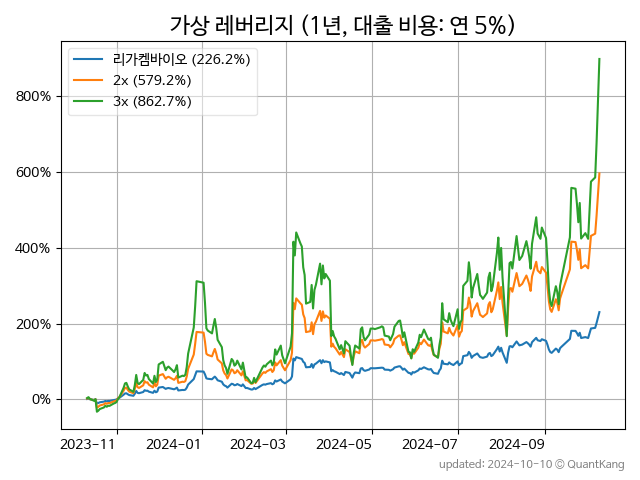 가상 레버리지 (1년, 대출 비용: 연 5%)
리가켐바이오 (226.2%)
2x (579.2%)
3x (862.7%)
800%
600%
400%
200%
0%
2023-11 2024-01 2024-03 2024-05 2024-07 2024-09
updated: 2024-10-10 © QuantKang